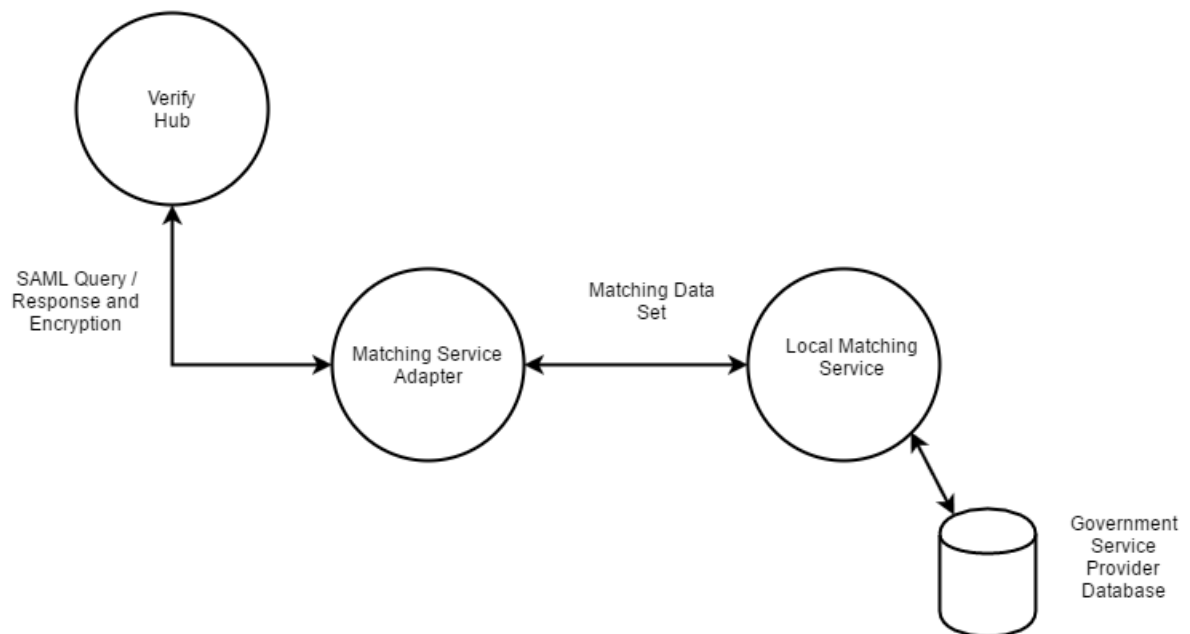 Verify
Hub
SAML Query /
Response and
Encryption
Matching Service
Adapter
Matching Data
Set
Local Matching
Service
Government
Service
Provider
Database